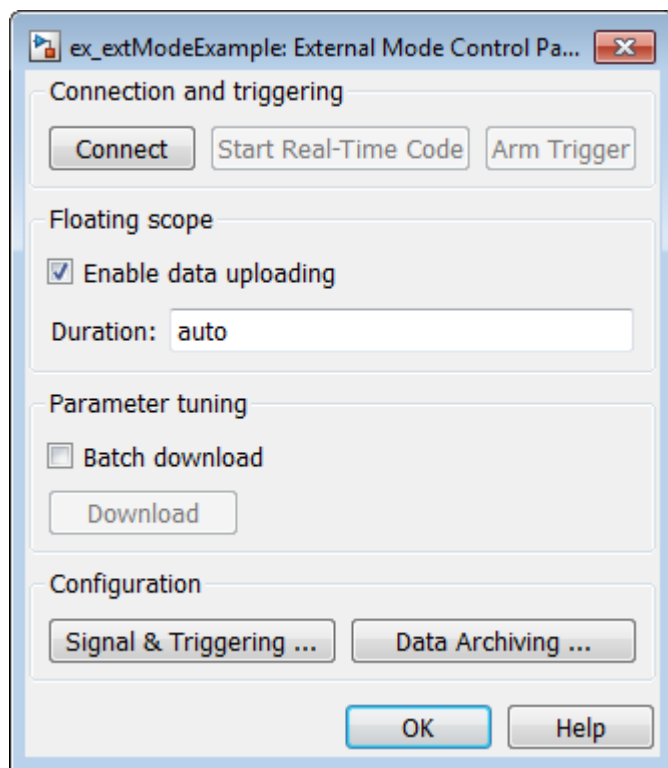 ex_extModeExample: External Mode Control Pa...
Connection and triggering
Connect Start Real-Time Code Arm Trigger
Floating scope
Enable data uploading
Duration: auto
Parameter tuning
Batch download
Download
Configuration
Signal & Triggering ... Data Archiving ...
OK Help